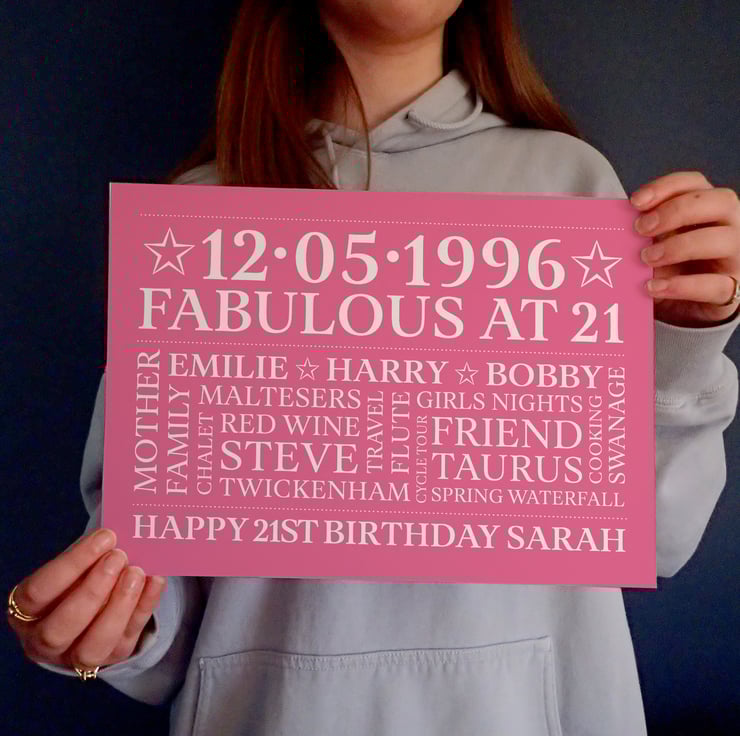 12·05·1996
FABULOUS AT 21
EMILIE ☆ HARRY ☆ BOBBY
MOTHER
FAMILY
CHALET
MALTESERS
RED WINE
STEVE
TWICKENHAM
TRAVEL
FLUTE
CYCLE TOUR
GIRLS NIGHTS
FRIEND
TAURUS
SPRING WATERFALL
COOKING
SWANAGE
HAPPY 21ST BIRTHDAY SARAH